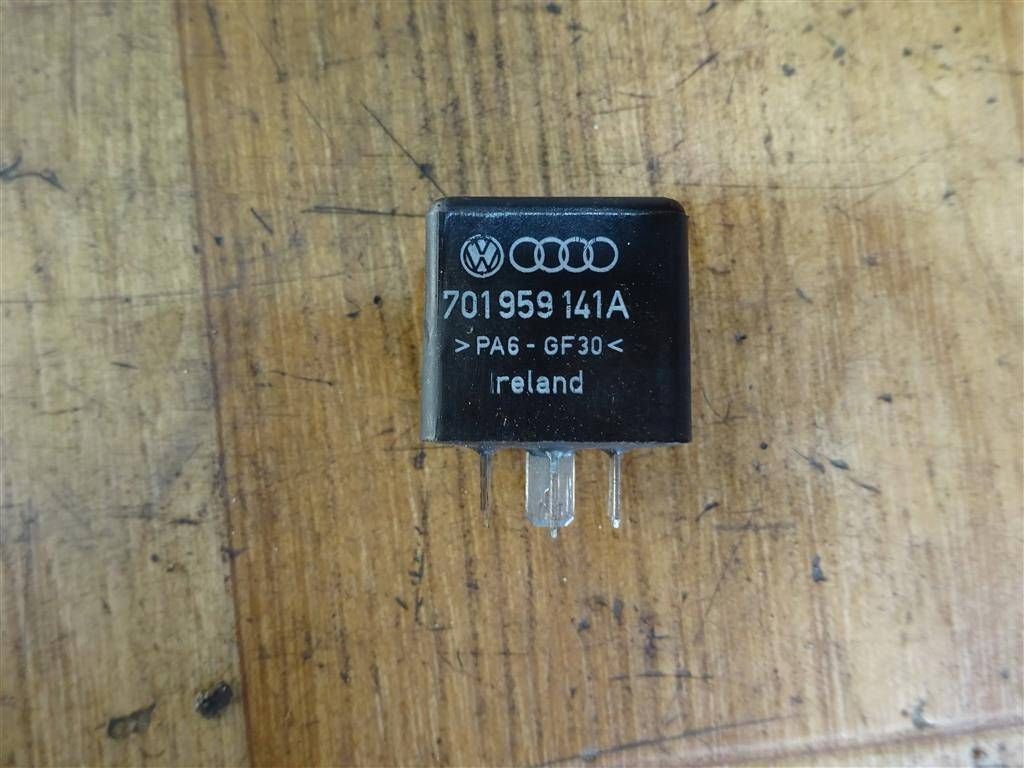 701 959 141A
>PA6-GF30<
Ireland